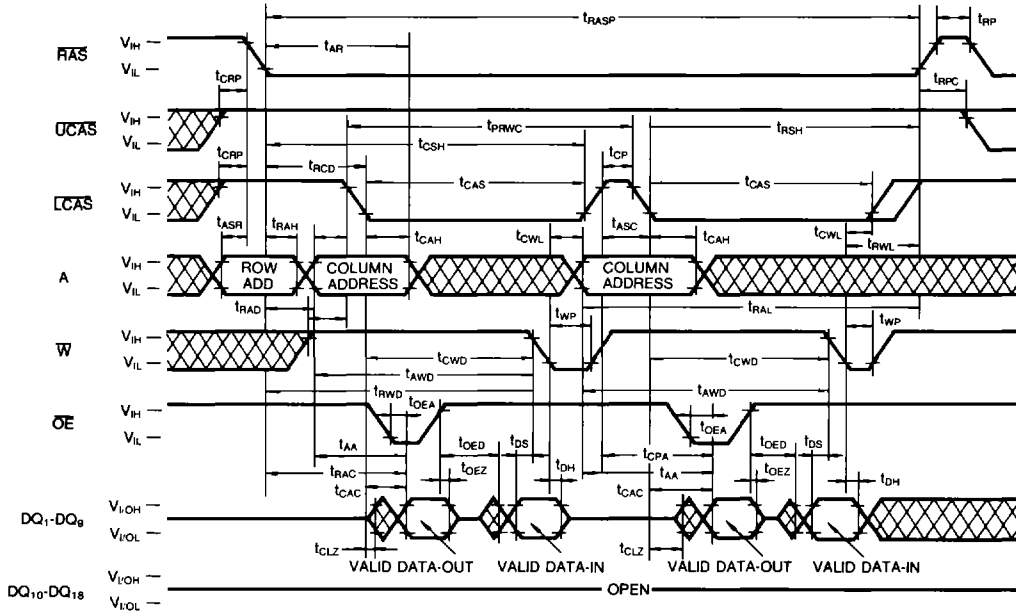 tRASP
tRP
tAR
RAS
VIH
VIL
tCRP
tRPC
UCAS
VIH
VIL
tPRWC
tRSH
tCSH
tCRP
tRCD
tCP
LCAS
VIH
VIL
tCAS
tCAS
tASR
tRAH
tCAH
tCWL
tASC
tCAH
tCWL
tRWL
A
VIH
VIL
ROW ADD
COLUMN ADDRESS
COLUMN ADDRESS
tRAD
tRAL
tWP
tWP
W
VIH
VIL
tCWD
tCWD
tAWD
tAWD
tRWD
OE
VIH
VIL
tOEA
tOEA
tOED
tDS
tOED
tDS
tAA
tCPA
tRAC
tOEZ
tAA
tOEZ
tCAC
tDH
tCAC
tDH
DQ1-DQ9
VI/OH
VI/OL
tCLZ
tCLZ
VALID DATA-OUT
VALID DATA-IN
VALID DATA-OUT
VALID DATA-IN
DQ10-DQ18
VI/OH
VI/OL
OPEN